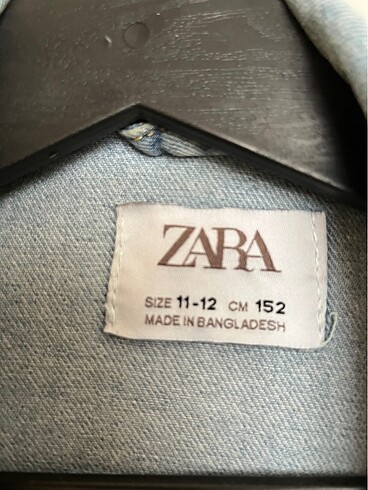 ZARA
SIZE 11-12 CM 152
MADE IN BANGLADESH